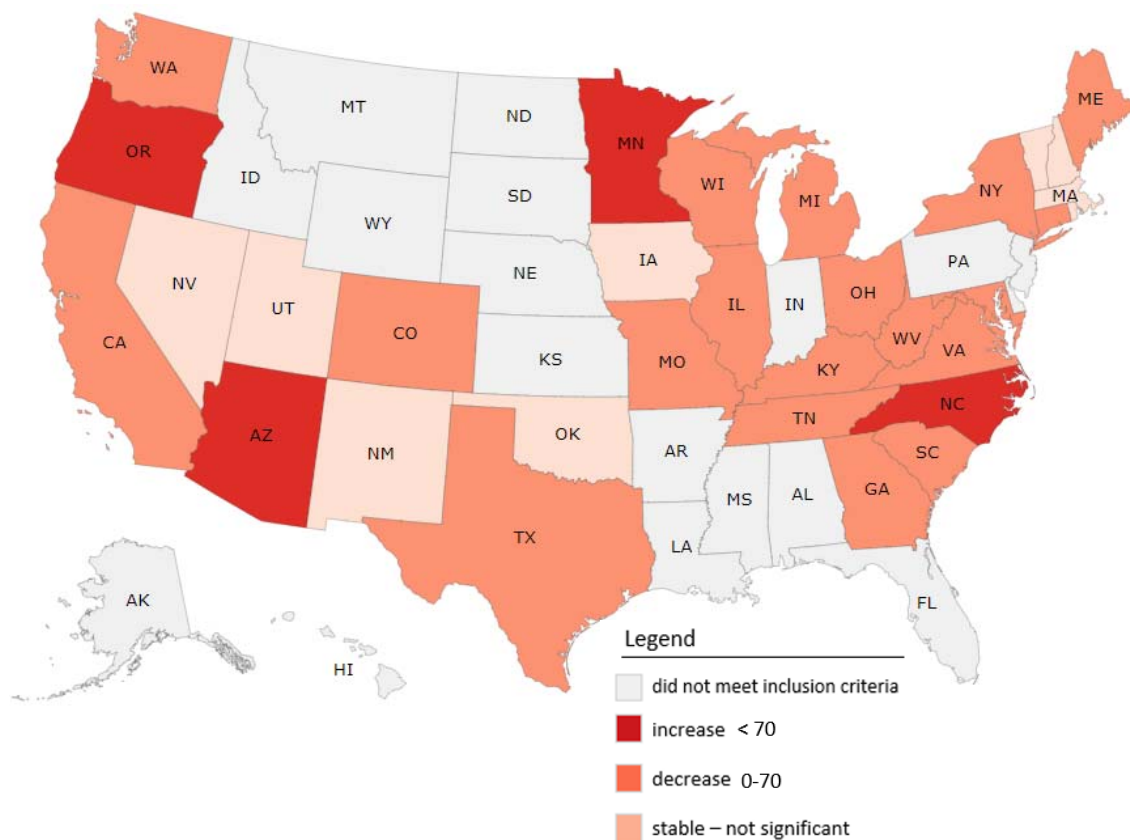 WA
MT
ND
MN
ME
OR
ID
SD
WI
MI
NY
MA
WY
IA
PA
NE
NV
UT
IL
IN
OH
CA
CO
KS
MO
WV
VA
KY
AZ
NM
OK
TN
NC
AR
SC
MS
AL
GA
TX
LA
AK
FL
HI
Legend
did not meet inclusion criteria
increase < 70
decrease 0-70
stable – not significant